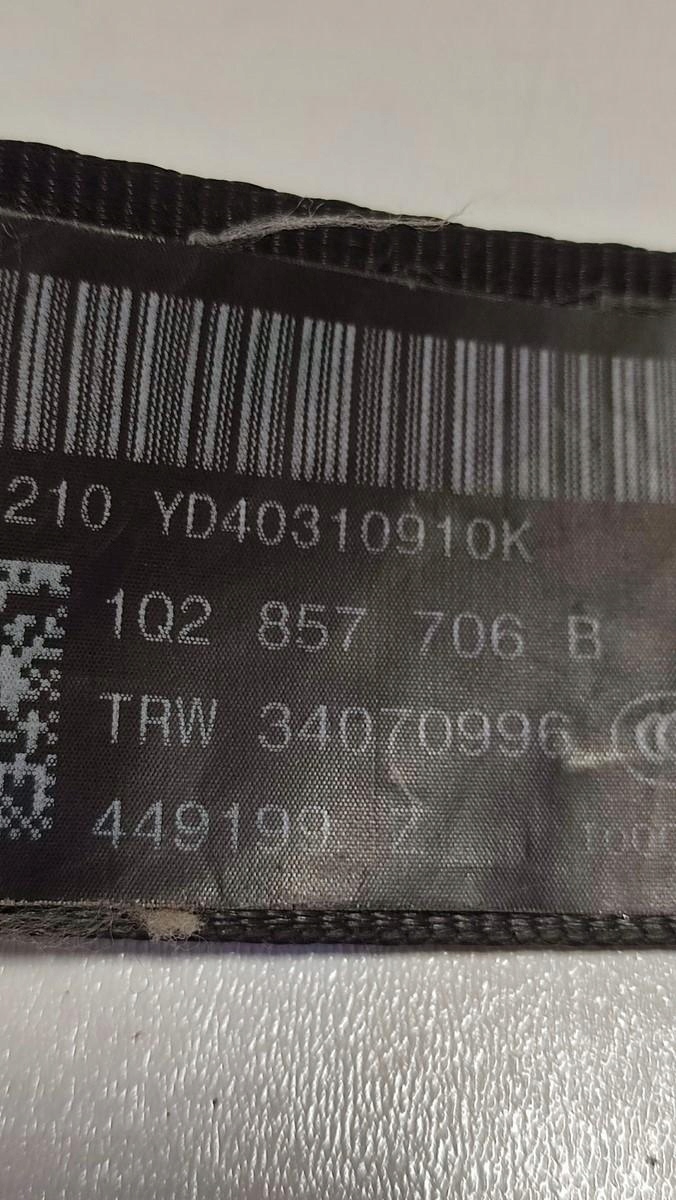 210 YD40310910K
1Q2 857 706 B
TRW 34070996
449199 Z